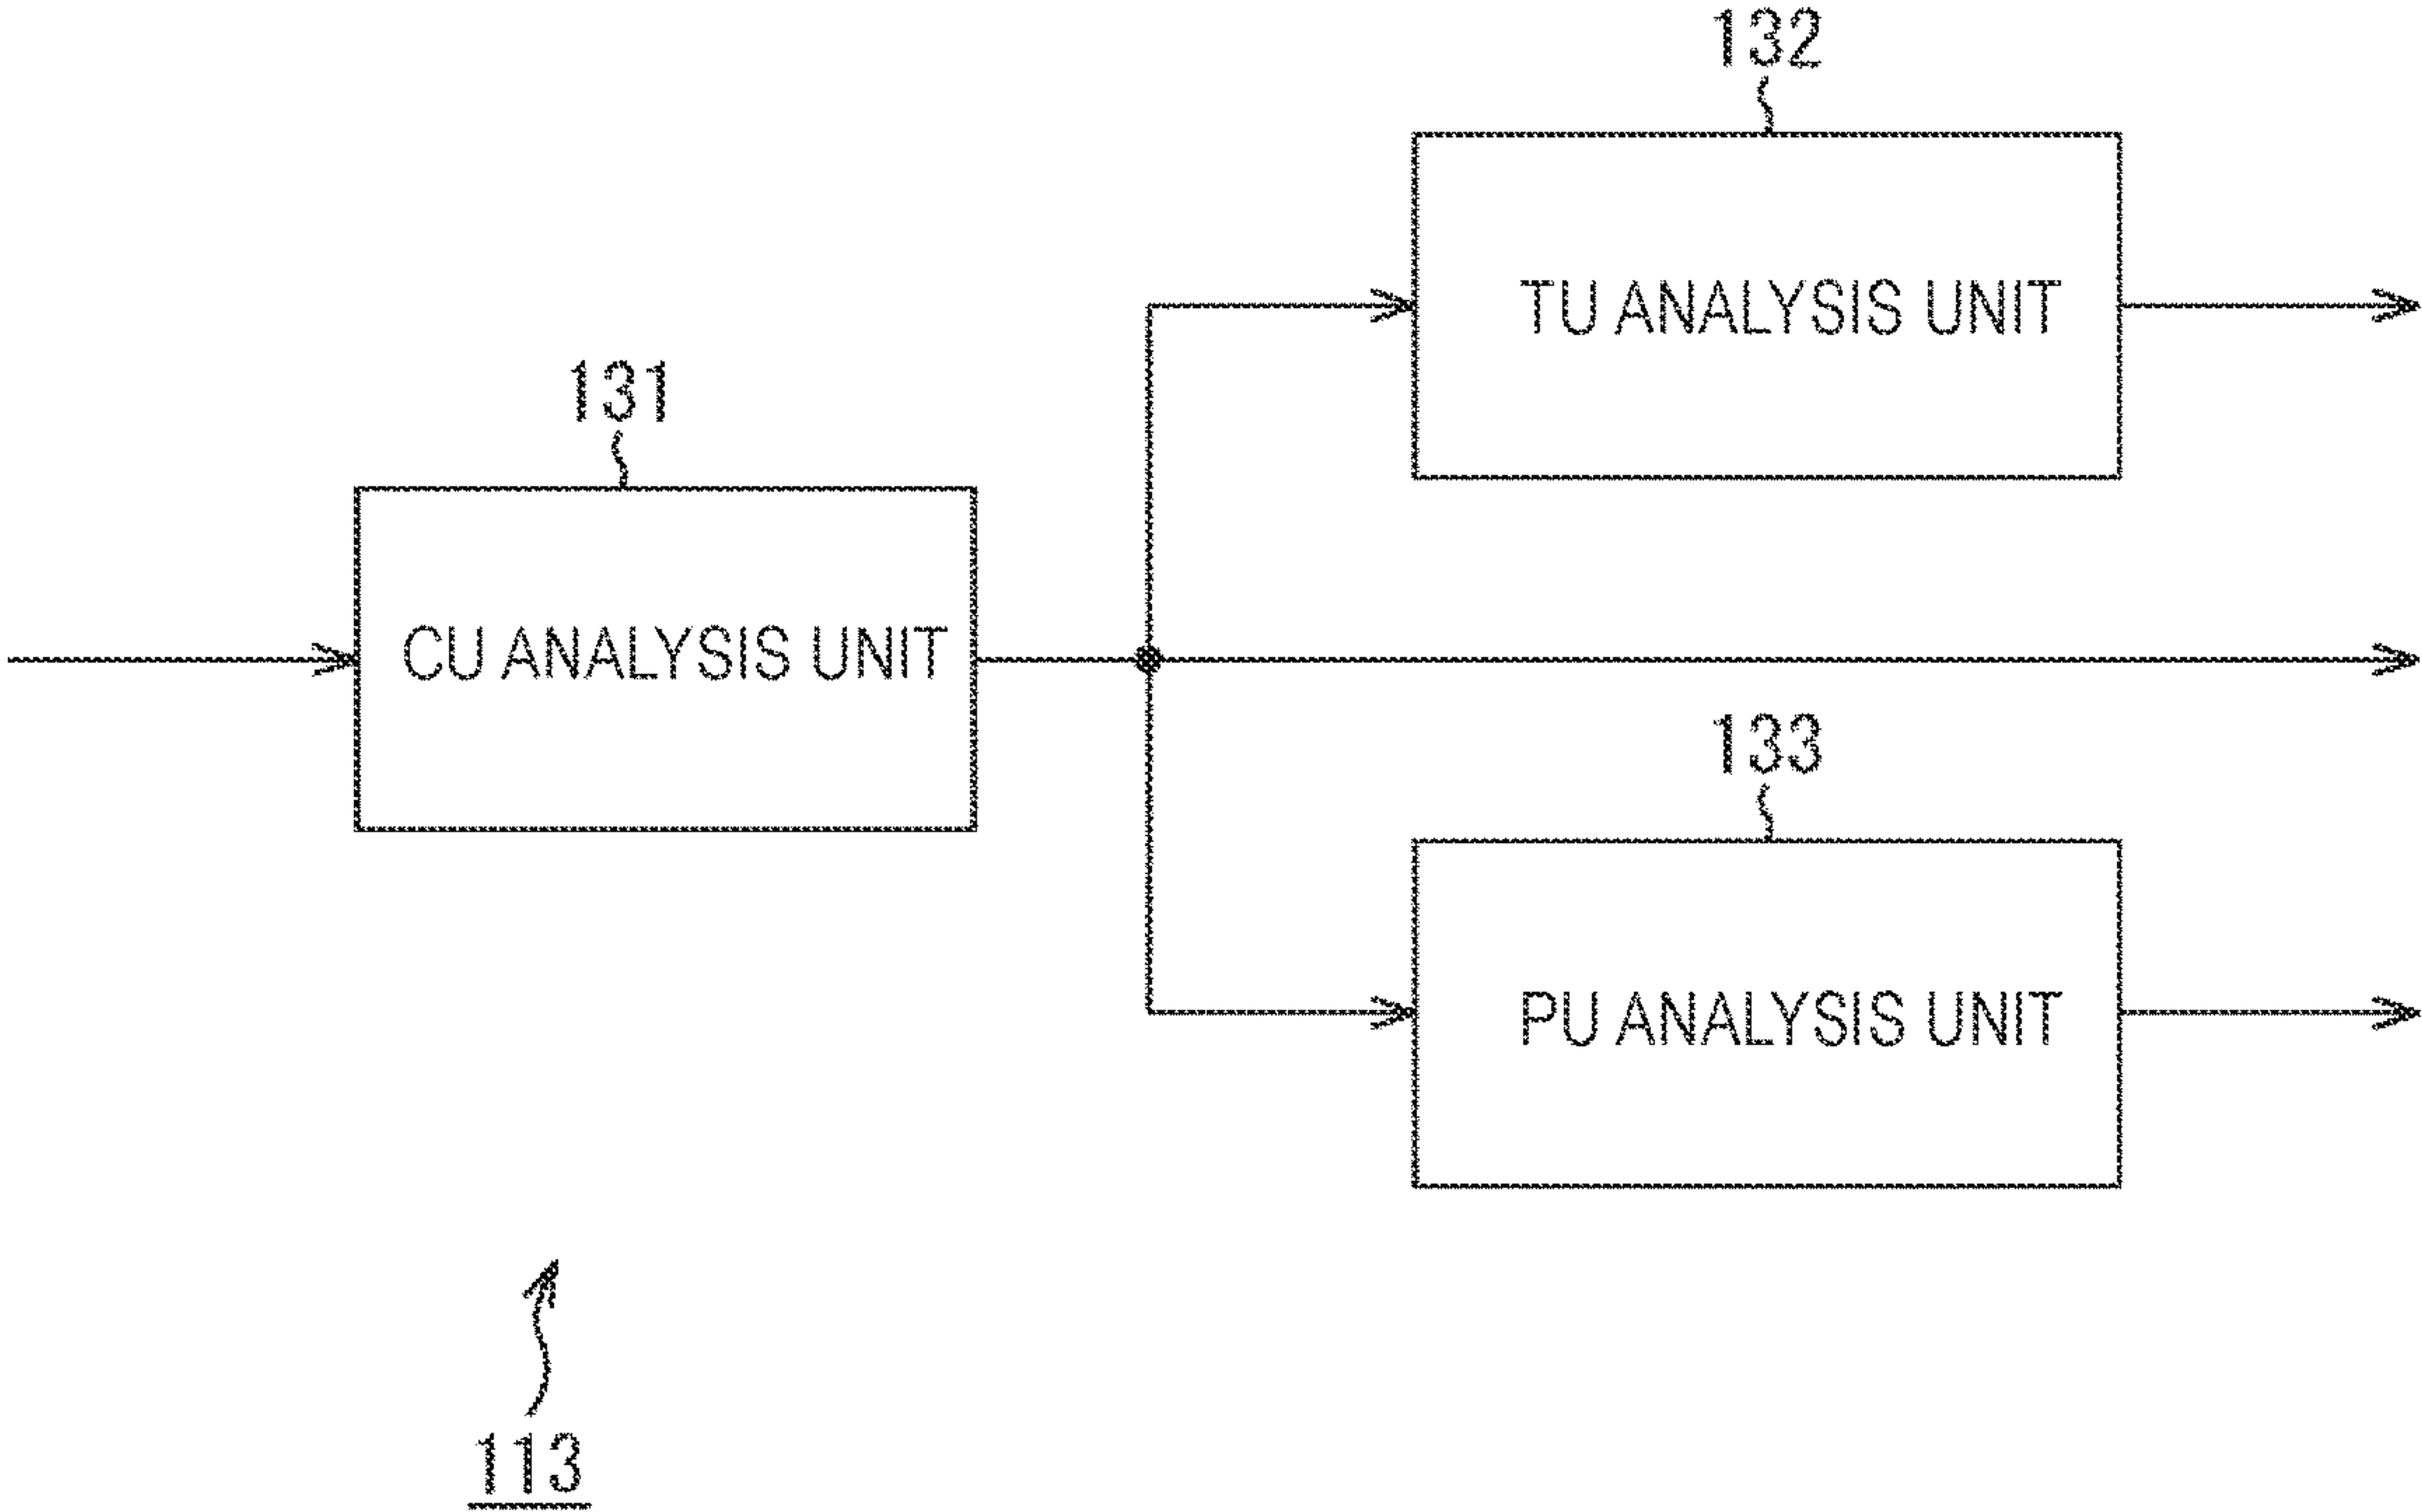 132
TU ANALYSIS UNIT
131
CU ANALYSIS UNIT
133
PU ANALYSIS UNIT
113